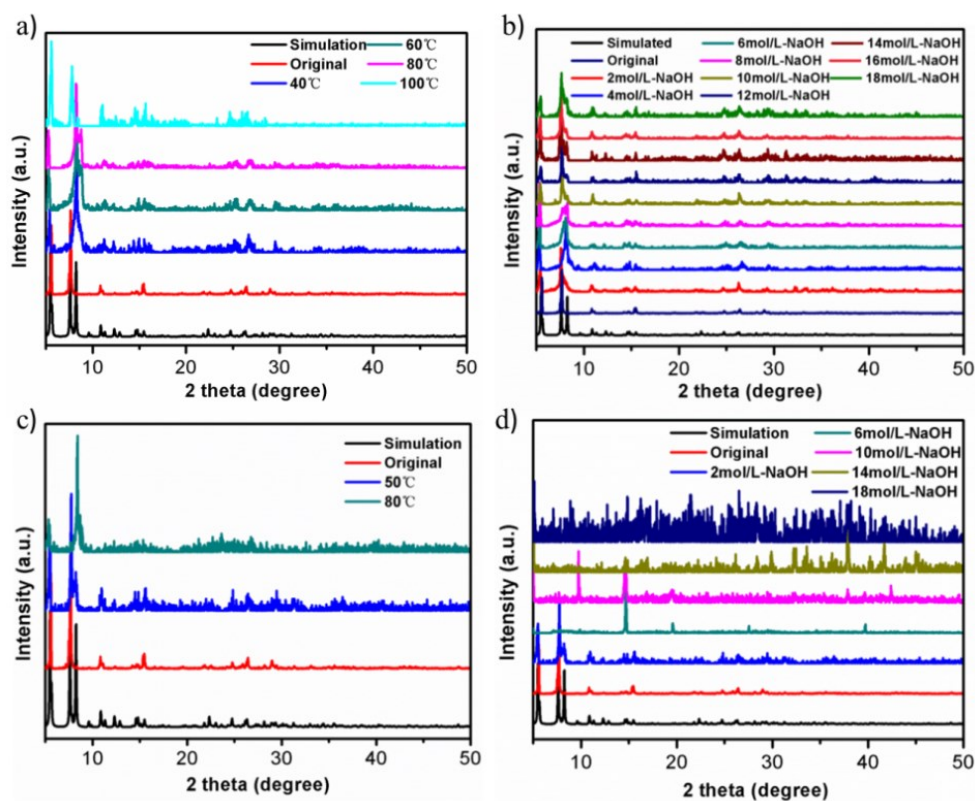 a)
Simulation
Original
40℃
60℃
80℃
100℃
Intensity (a.u.)
10 20 30 40 50
2 theta (degree)
b)
Simulated
Original
2mol/L-NaOH
4mol/L-NaOH
6mol/L-NaOH
8mol/L-NaOH
10mol/L-NaOH
12mol/L-NaOH
14mol/L-NaOH
16mol/L-NaOH
18mol/L-NaOH
Intensity (a.u.)
10 20 30 40 50
2 theta (degree)
c)
Simulation
Original
50℃
80℃
Intensity (a.u.)
10 20 30 40 50
2 theta (degree)
d)
Simulation
Original
2mol/L-NaOH
6mol/L-NaOH
10mol/L-NaOH
14mol/L-NaOH
18mol/L-NaOH
Intensity (a.u.)
10 20 30 40 50
2 theta (degree)